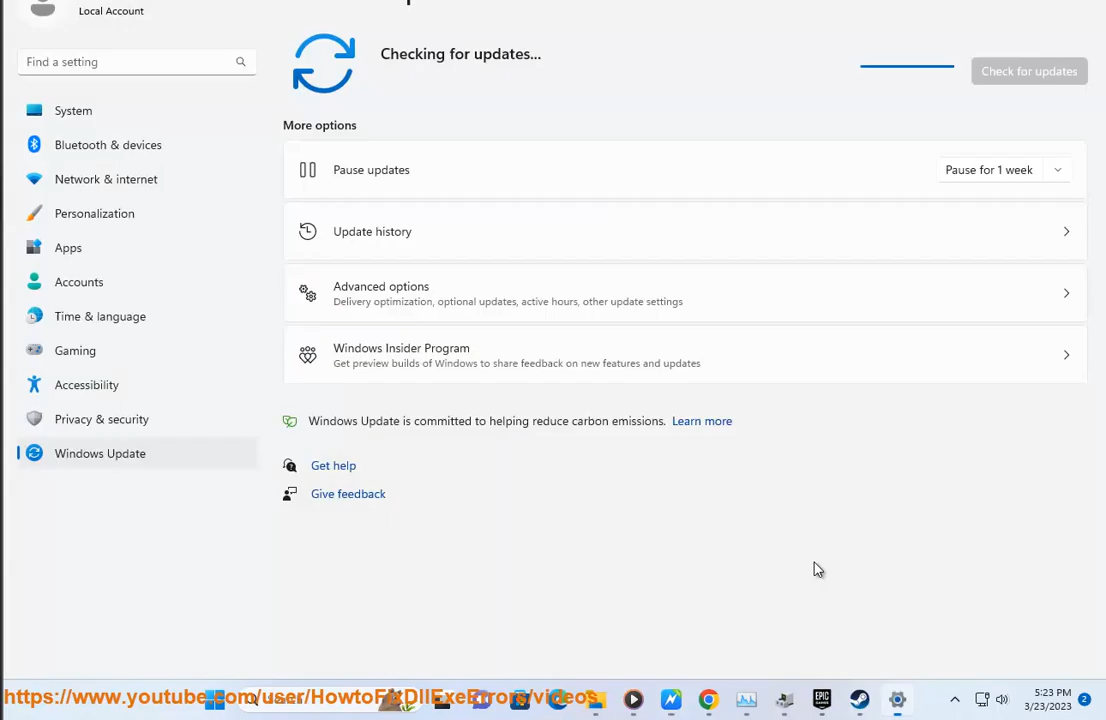 Local Account
Find a setting
System
Bluetooth & devices
Network & internet
Personalization
Apps
Accounts
Time & language
Gaming
Accessibility
Privacy & security
Windows Update
Checking for updates...
Check for updates
More options
Pause updates
Pause for 1 week
Update history
Advanced options
Delivery optimization, optional updates, active hours, other update settings
Windows Insider Program
Get preview builds of Windows to share feedback on new features and updates
Windows Update is committed to helping reduce carbon emissions. Learn more
Get help
Give feedback
https://www.youtube.com/user/HowtoFixDllExeErrors/videos
EPIC GAMES
5:23 PM
3/23/2023
2